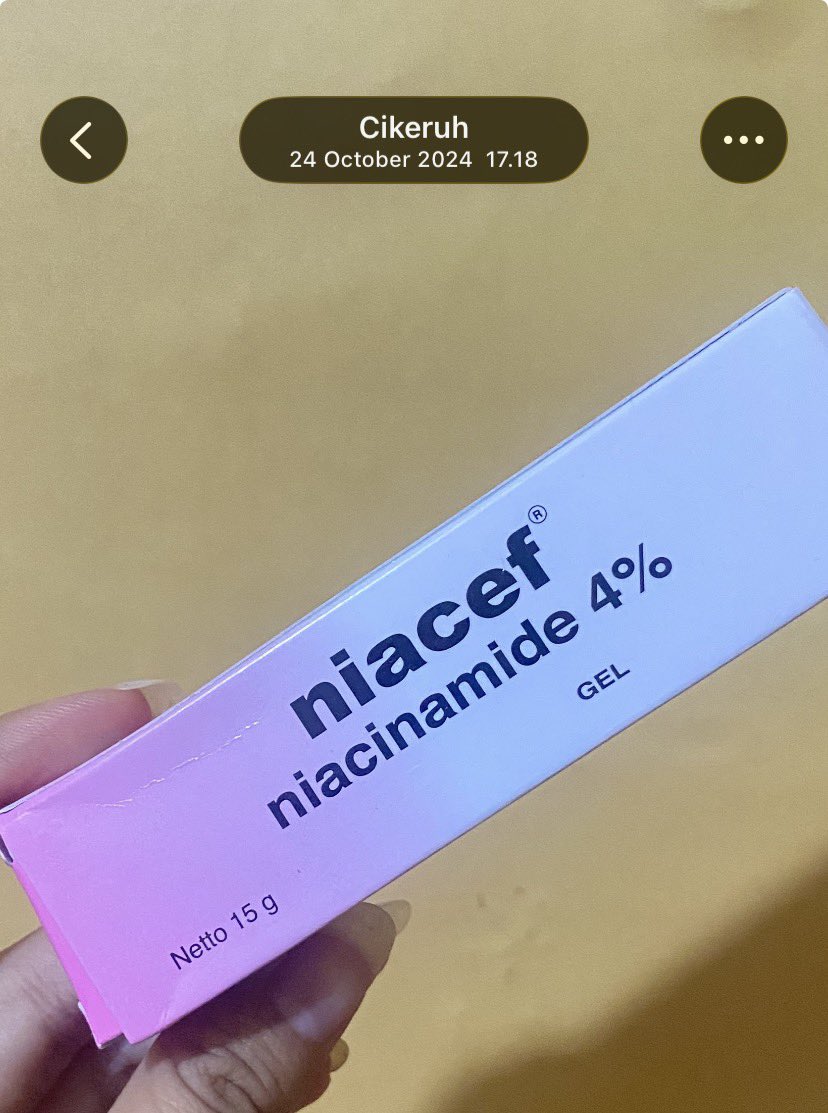 Cikeruh
24 October 2024 17.18
niacef®
niacinamide 4%
GEL
Netto 15 g